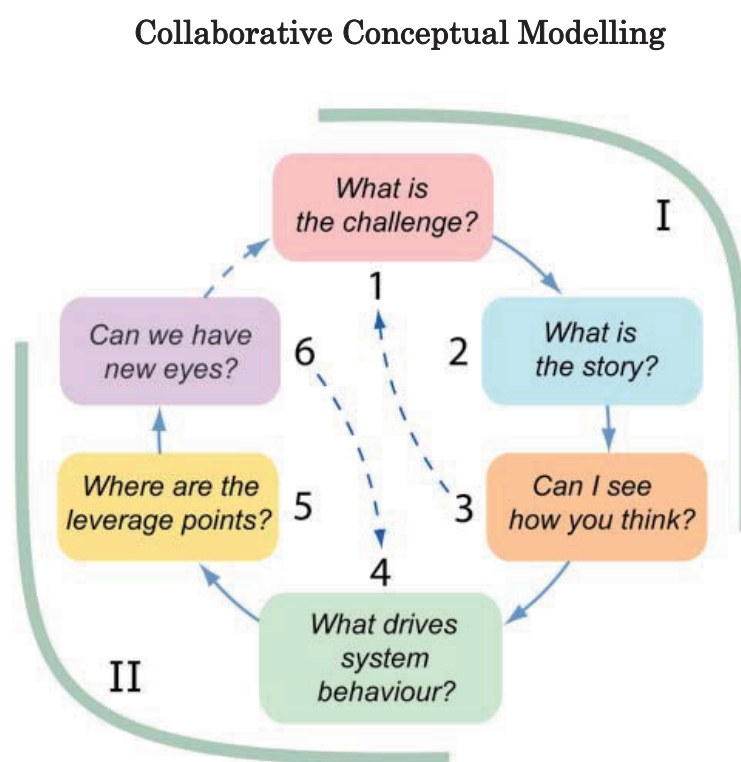 Collaborative Conceptual Modelling
I
What is
the challenge?
1
What is
the story?
2
Can I see
how you think?
3
4
What drives
system
behaviour?
Where are the
leverage points?
5
Can we have
new eyes?
6
II